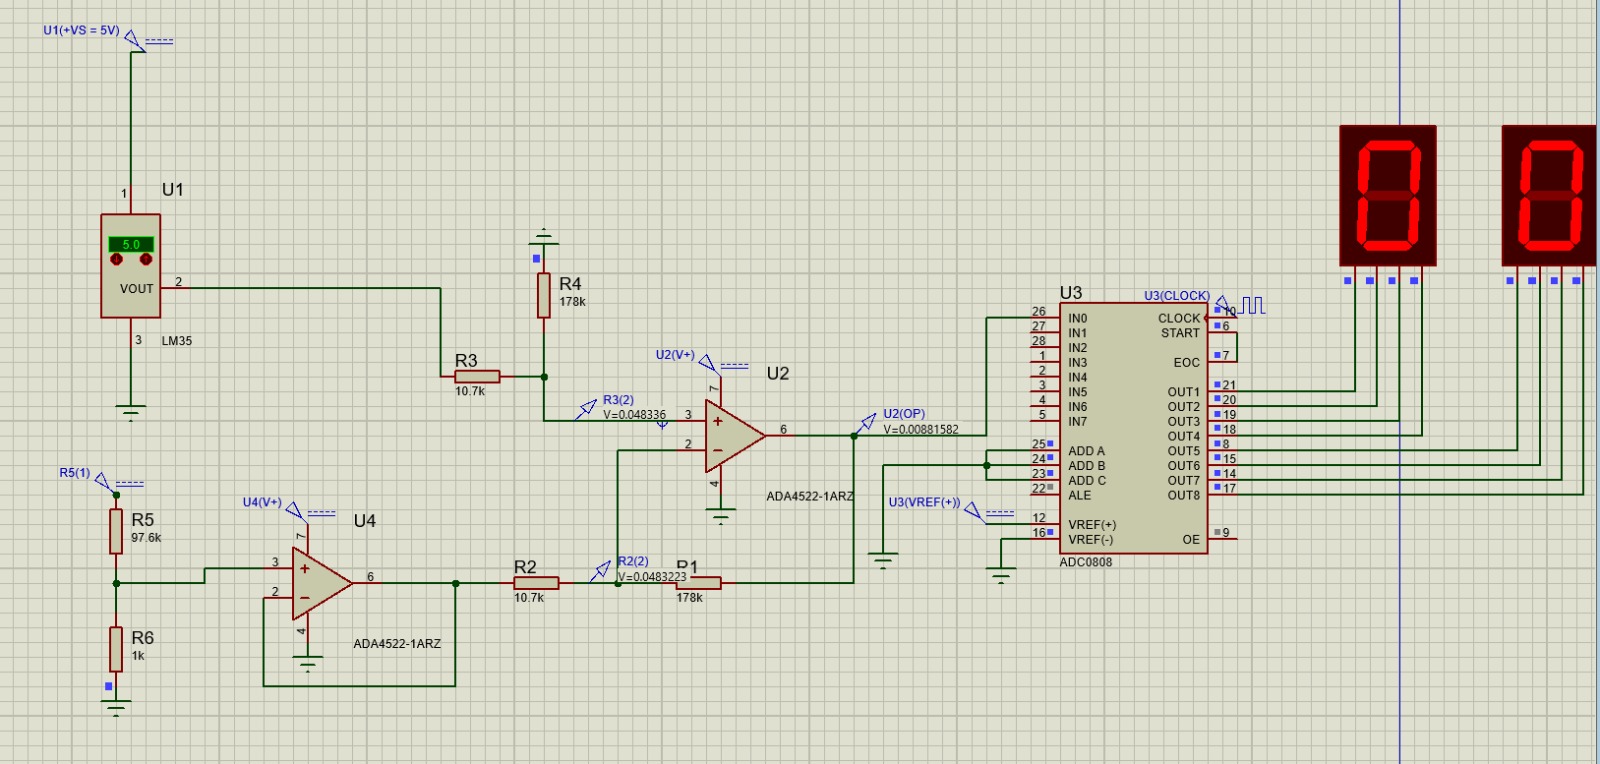 U1(+VS = 5V)
1
U1
5.0
VOUT
2
3
LM35
R4
178k
R3
10.7k
R3(2)
V=0.048336
U2(V+)
7
U2
3
2
6
4
ADA4522-1ARZ
U2(OP)
V=0.00881582
R5(1)
R5
97.6k
R6
1k
U4(V+)
7
U4
3
2
6
4
ADA4522-1ARZ
R2
10.7k
R2(2)
V=0.0483223
R1
178k
U3
U3(CLOCK)
26 IN0 CLOCK 10
27 IN1 START 6
28 IN2
1 IN3 EOC 7
2 IN4
3 IN5 OUT1 21
4 IN6 OUT2 20
5 IN7 OUT3 19
OUT4 18
25 ADD A OUT5 8
24 ADD B OUT6 15
23 ADD C OUT7 14
22 ALE OUT8 17
U3(VREF(+))
12 VREF(+)
16 VREF(-) OE 9
ADC0808
0 0